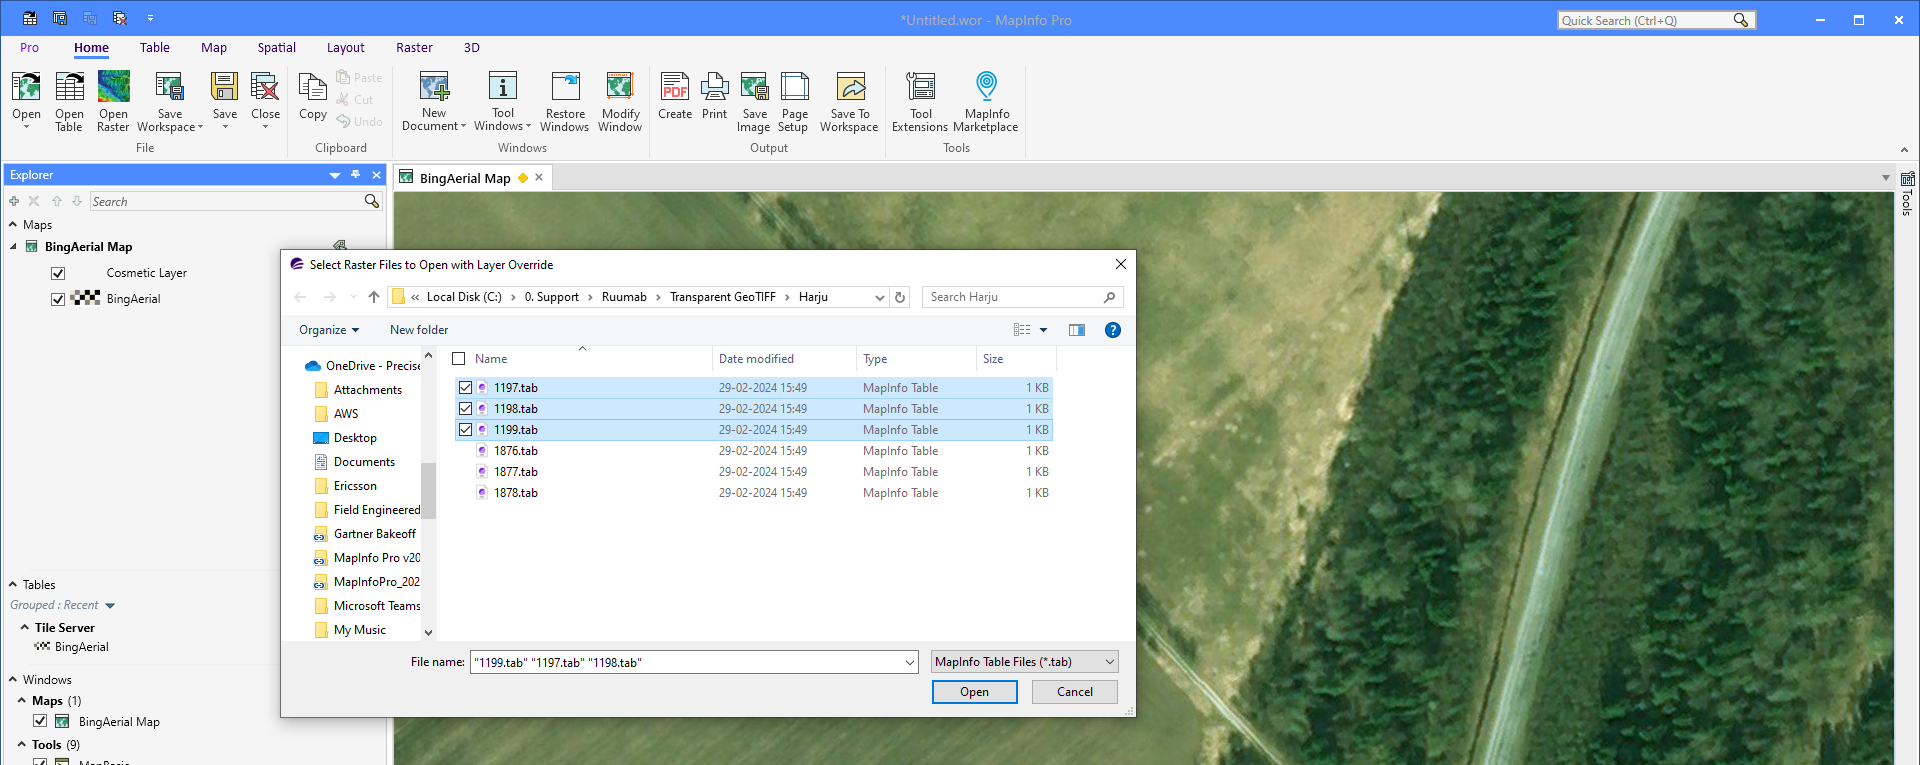 *Untitled.wor - MapInfo Pro
Quick Search (Ctrl+Q)
Pro Home Table Map Spatial Layout Raster 3D
Open
Open Table
Open Raster
Save Workspace
Save
Close
File
Copy
Paste
Cut
Undo
Clipboard
New Document
Tool Windows
Restore Windows
Modify Window
Windows
PDF
Create
Print
Save Image
Page Setup
Save To Workspace
Output
Tool Extensions
MapInfo Marketplace
Tools
Explorer
Search
Maps
BingAerial Map
Cosmetic Layer
BingAerial
Tables
Grouped : Recent
Tile Server
BingAerial
Windows
Maps (1)
BingAerial Map
Tools (9)
MapBasic
BingAerial Map
Tools
Select Raster Files to Open with Layer Override
« Local Disk (C:) > 0. Support > Ruumab > Transparent GeoTIFF > Harju
Search Harju
Organize New folder
OneDrive - Precise
Attachments
AWS
Desktop
Documents
Ericsson
Field Engineered
Gartner Bakeoff
MapInfo Pro v20
MapInfoPro_202
Microsoft Teams
My Music
Name Date modified Type Size
1197.tab 29-02-2024 15:49 MapInfo Table 1 KB
1198.tab 29-02-2024 15:49 MapInfo Table 1 KB
1199.tab 29-02-2024 15:49 MapInfo Table 1 KB
1876.tab 29-02-2024 15:49 MapInfo Table 1 KB
1877.tab 29-02-2024 15:49 MapInfo Table 1 KB
1878.tab 29-02-2024 15:49 MapInfo Table 1 KB
File name: "1199.tab" "1197.tab" "1198.tab"
MapInfo Table Files (*.tab)
Open Cancel